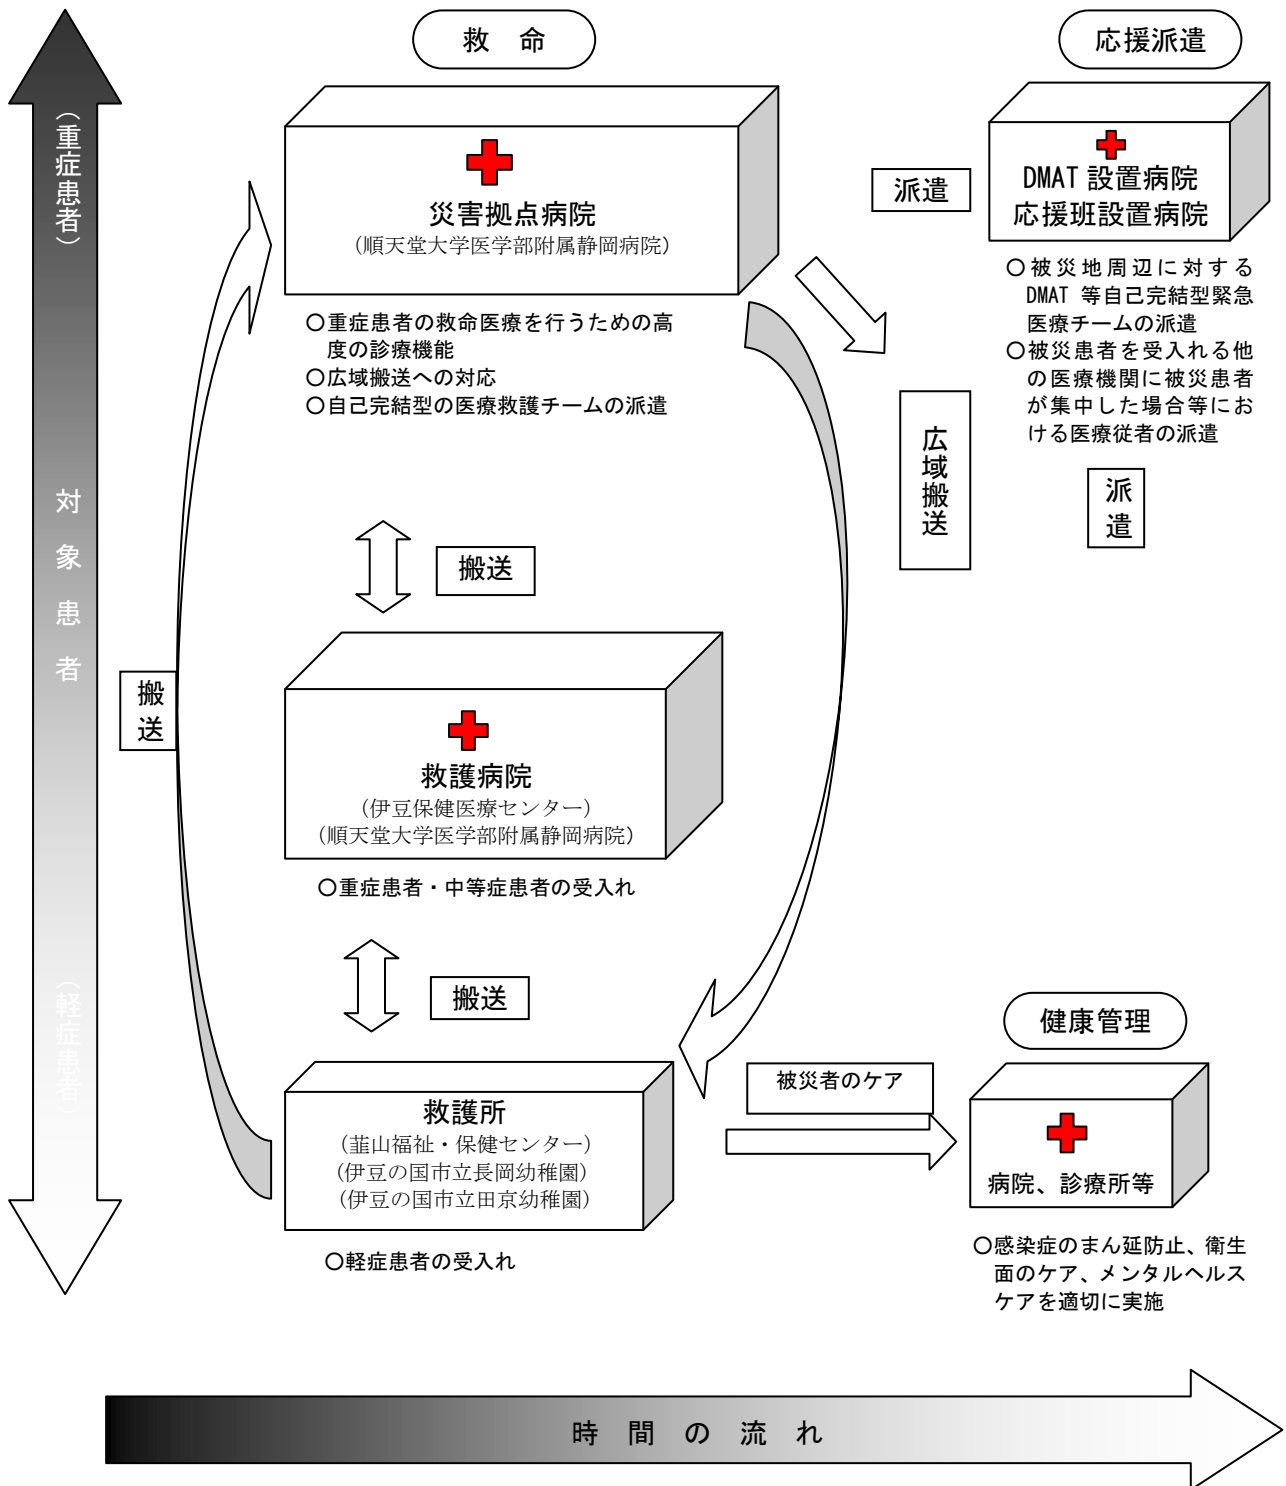 救 命
応援派遣
(重症患者)
対象患者
(軽症患者)
災害拠点病院
(順天堂大学医学部附属静岡病院)
○重症患者の救命医療を行うための高
度の診療機能
○広域搬送への対応
○自己完結型の医療救護チームの派遣
派遣
DMAT 設置病院
応援班設置病院
○被災地周辺に対する
DMAT 等自己完結型緊急
医療チームの派遣
○被災患者を受入れる他
の医療機関に被災患者
が集中した場合等にお
ける医療従者の派遣
広域搬送
派遣
搬送
搬送
救護病院
(伊豆保健医療センター)
(順天堂大学医学部附属静岡病院)
○重症患者・中等症患者の受入れ
搬送
救護所
(韮山福祉・保健センター)
(伊豆の国市立長岡幼稚園)
(伊豆の国市立田京幼稚園)
○軽症患者の受入れ
被災者のケア
健康管理
病院、診療所等
○感染症のまん延防止、衛生
面のケア、メンタルヘルス
ケアを適切に実施
時 間 の 流 れ